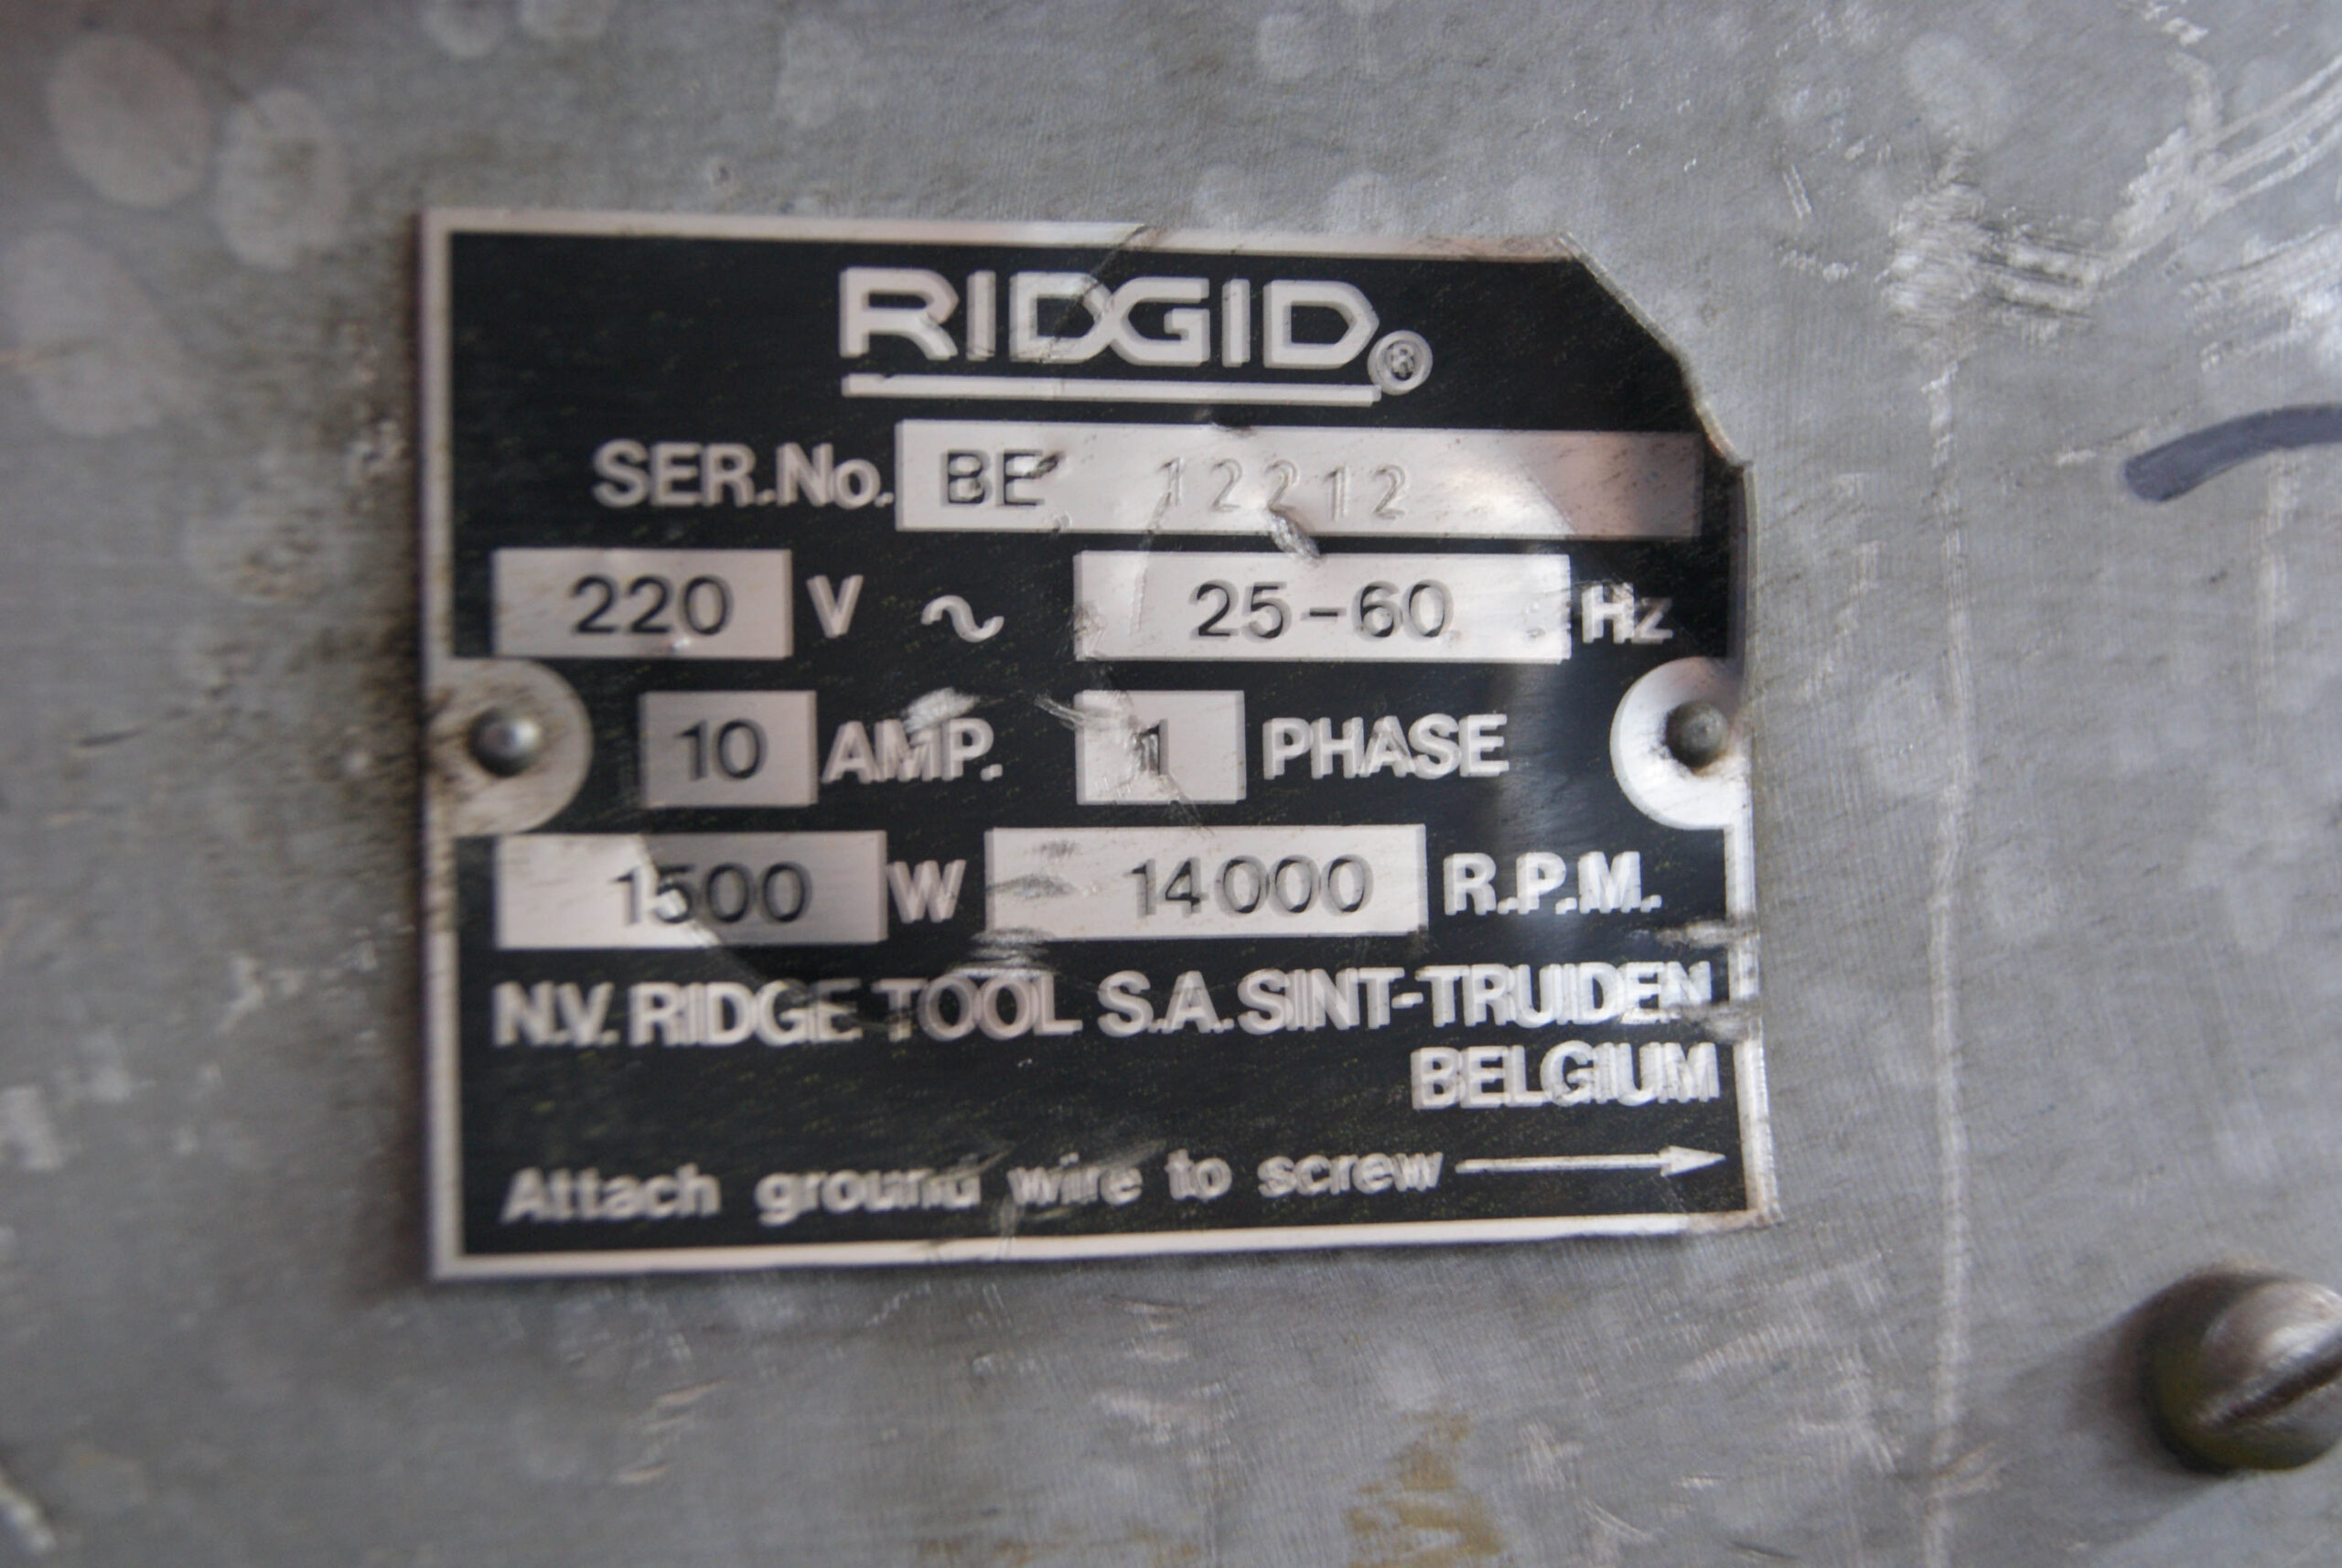 RIDGID®
SER.No. BE 12212
220 V ~ 25-60 Hz
10 AMP. 1 PHASE
1500 W 14000 R.P.M.
N.V. RIDGE TOOL S.A. SINT-TRUIDEN
BELGIUM
Attach ground wire to screw →